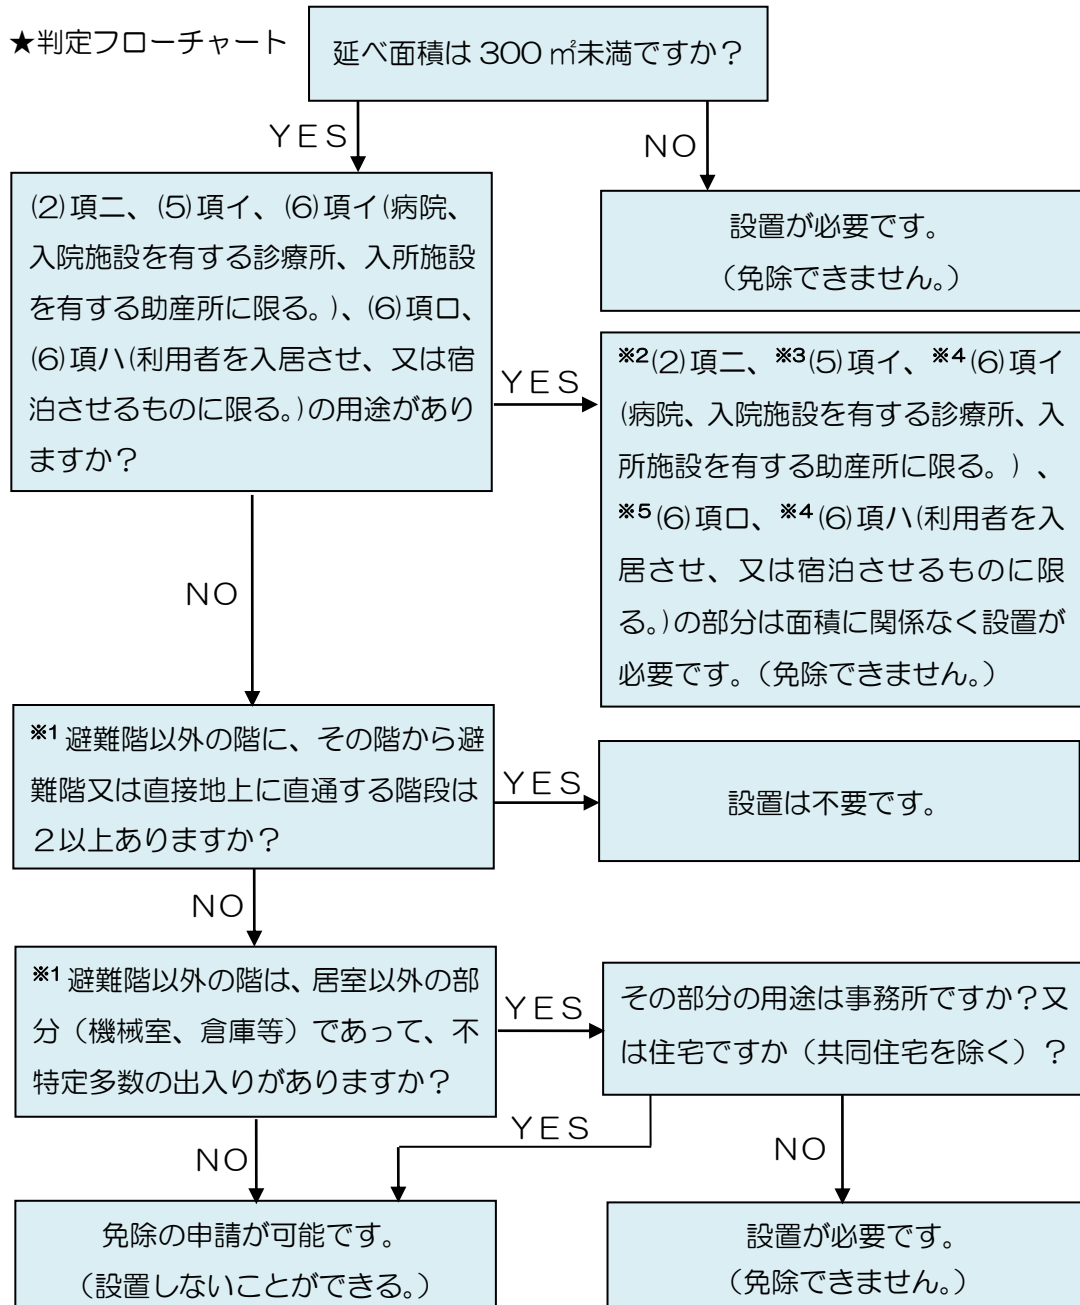 ★判定フローチャート
延べ面積は300㎡未満ですか？
YES
NO
(2)項ニ、(5)項イ、(6)項イ(病院、
入院施設を有する診療所、入所施設
を有する助産所に限る。)、(6)項ロ、
(6)項ハ(利用者を入居させ、又は宿
泊させるものに限る。)の用途があり
ますか？
設置が必要です。
（免除できません。）
YES
※2(2)項ニ、※3(5)項イ、※4(6)項イ
(病院、入院施設を有する診療所、入
所施設を有する助産所に限る。)、
※5(6)項ロ、※4(6)項ハ(利用者を入
居させ、又は宿泊させるものに限
る。)の部分は面積に関係なく設置が
必要です。（免除できません。）
NO
※1避難階以外の階に、その階から避
難階又は直接地上に直通する階段は
２以上ありますか？
YES
設置は不要です。
NO
※1避難階以外の階は、居室以外の部
分（機械室、倉庫等）であって、不
特定多数の出入りがありますか？
YES
その部分の用途は事務所ですか？又
は住宅ですか（共同住宅を除く）？
YES
NO
NO
免除の申請が可能です。
（設置しないことができる。）
設置が必要です。
（免除できません。）